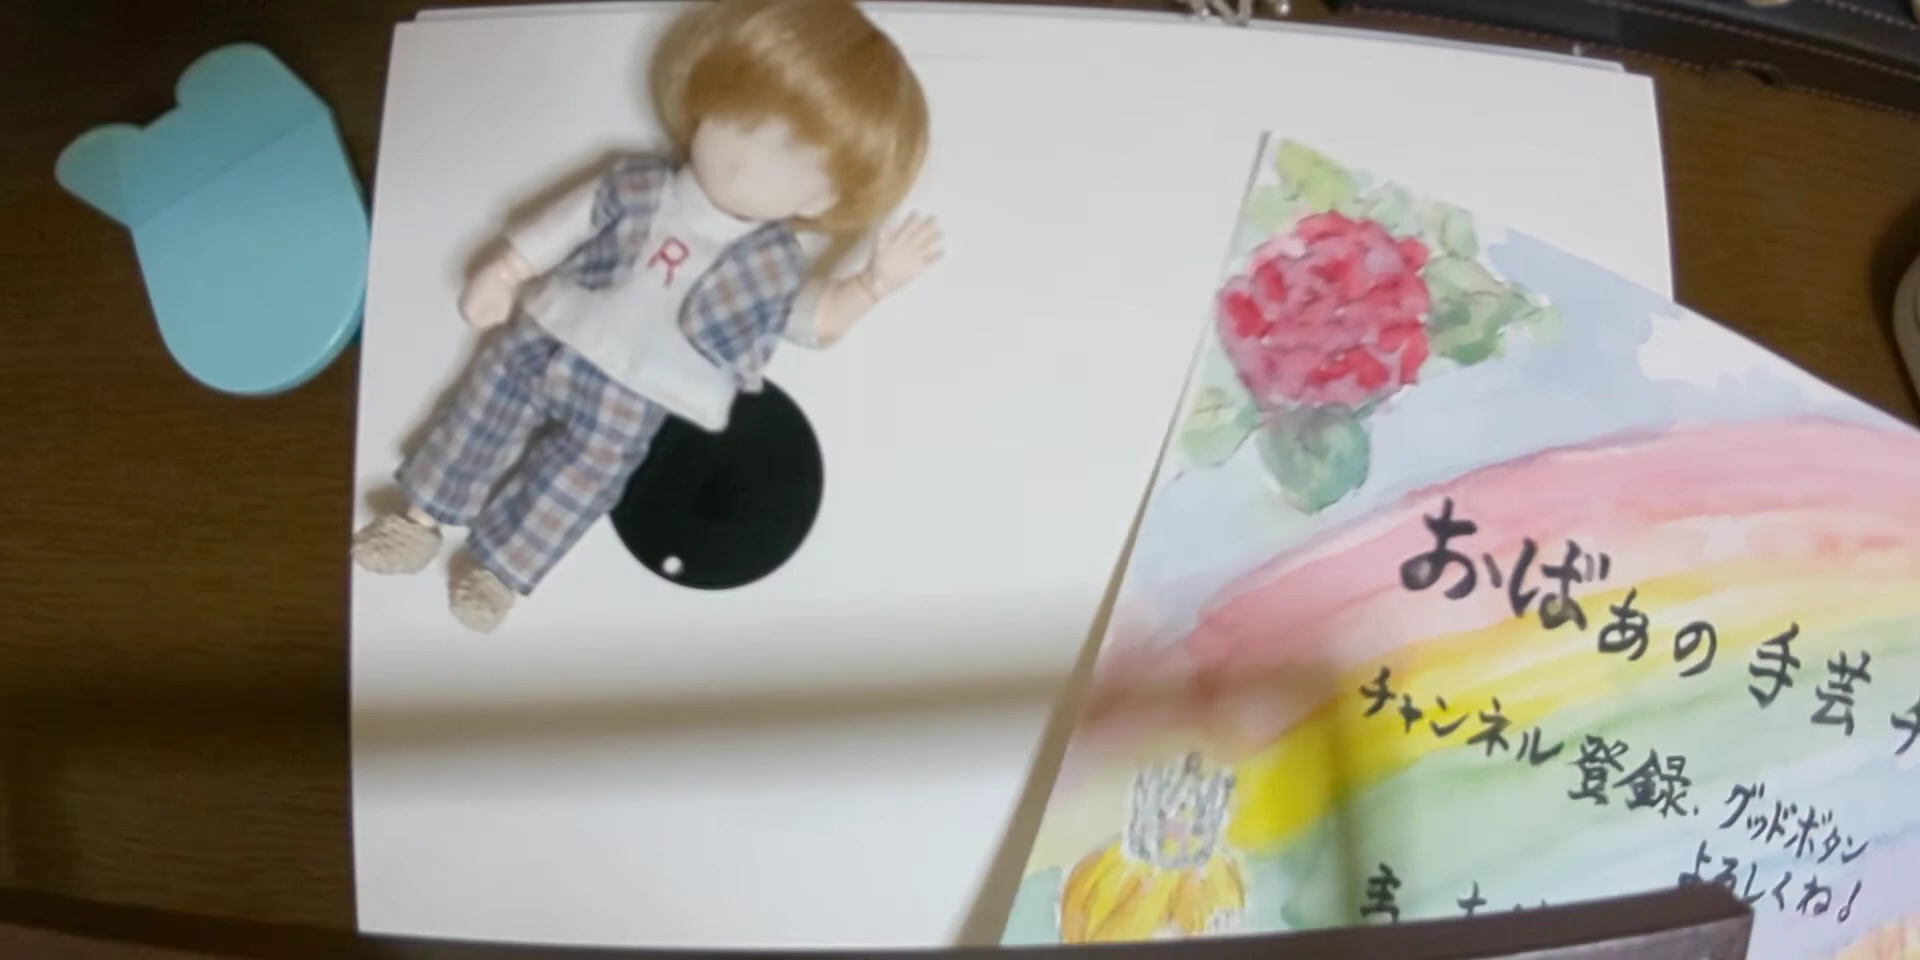 R
おばあの手芸チ
チャンネル登録、グッドボタン
よろしくね!